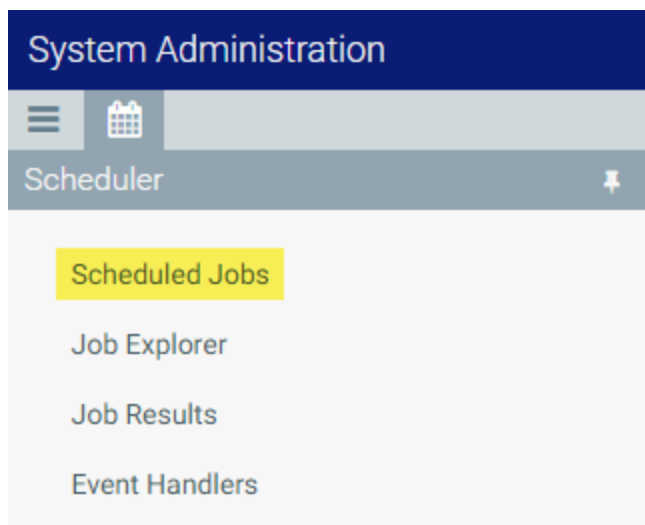 System Administration
Scheduler
Scheduled Jobs
Job Explorer
Job Results
Event Handlers